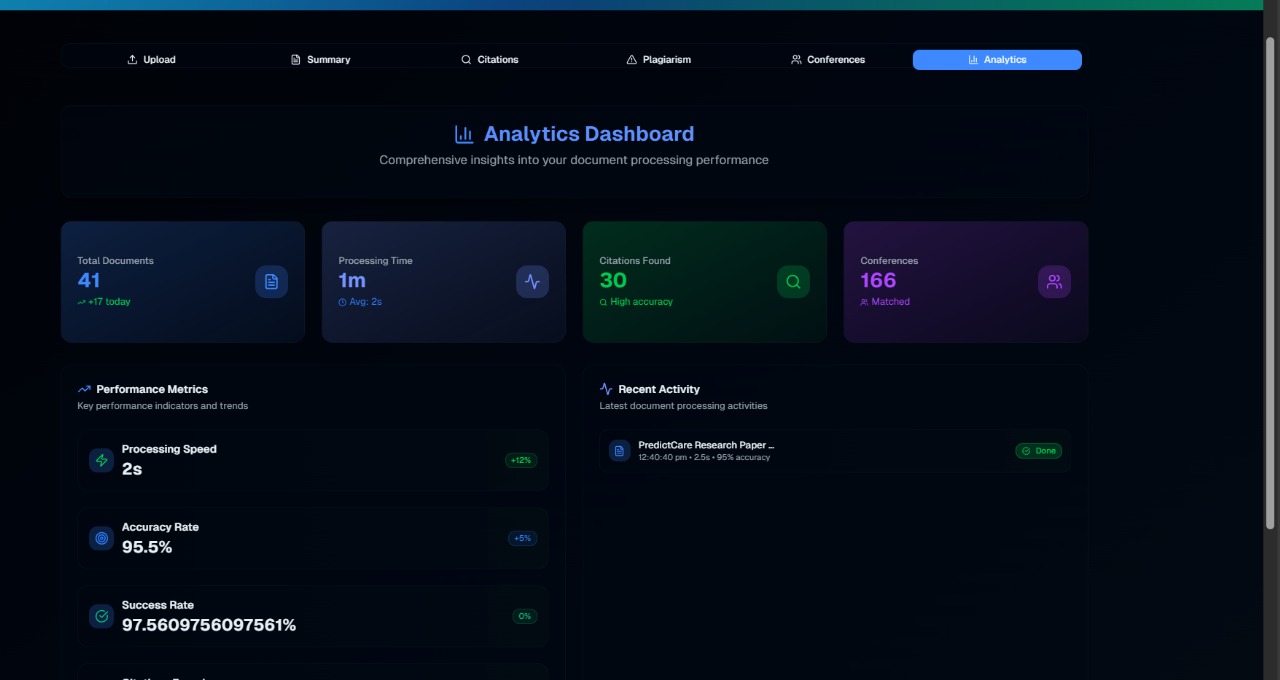 Upload
Summary
Citations
Plagiarism
Conferences
Analytics
Analytics Dashboard
Comprehensive insights into your document processing performance
Total Documents
41
+17 today
Processing Time
1m
Avg: 2s
Citations Found
30
High accuracy
Conferences
166
Matched
Performance Metrics
Key performance indicators and trends
Processing Speed
2s
+12%
Accuracy Rate
95.5%
+5%
Success Rate
97.5609756097561%
0%
Recent Activity
Latest document processing activities
PredictCare Research Paper ...
12:40:40 pm • 2.5s • 95% accuracy
Done